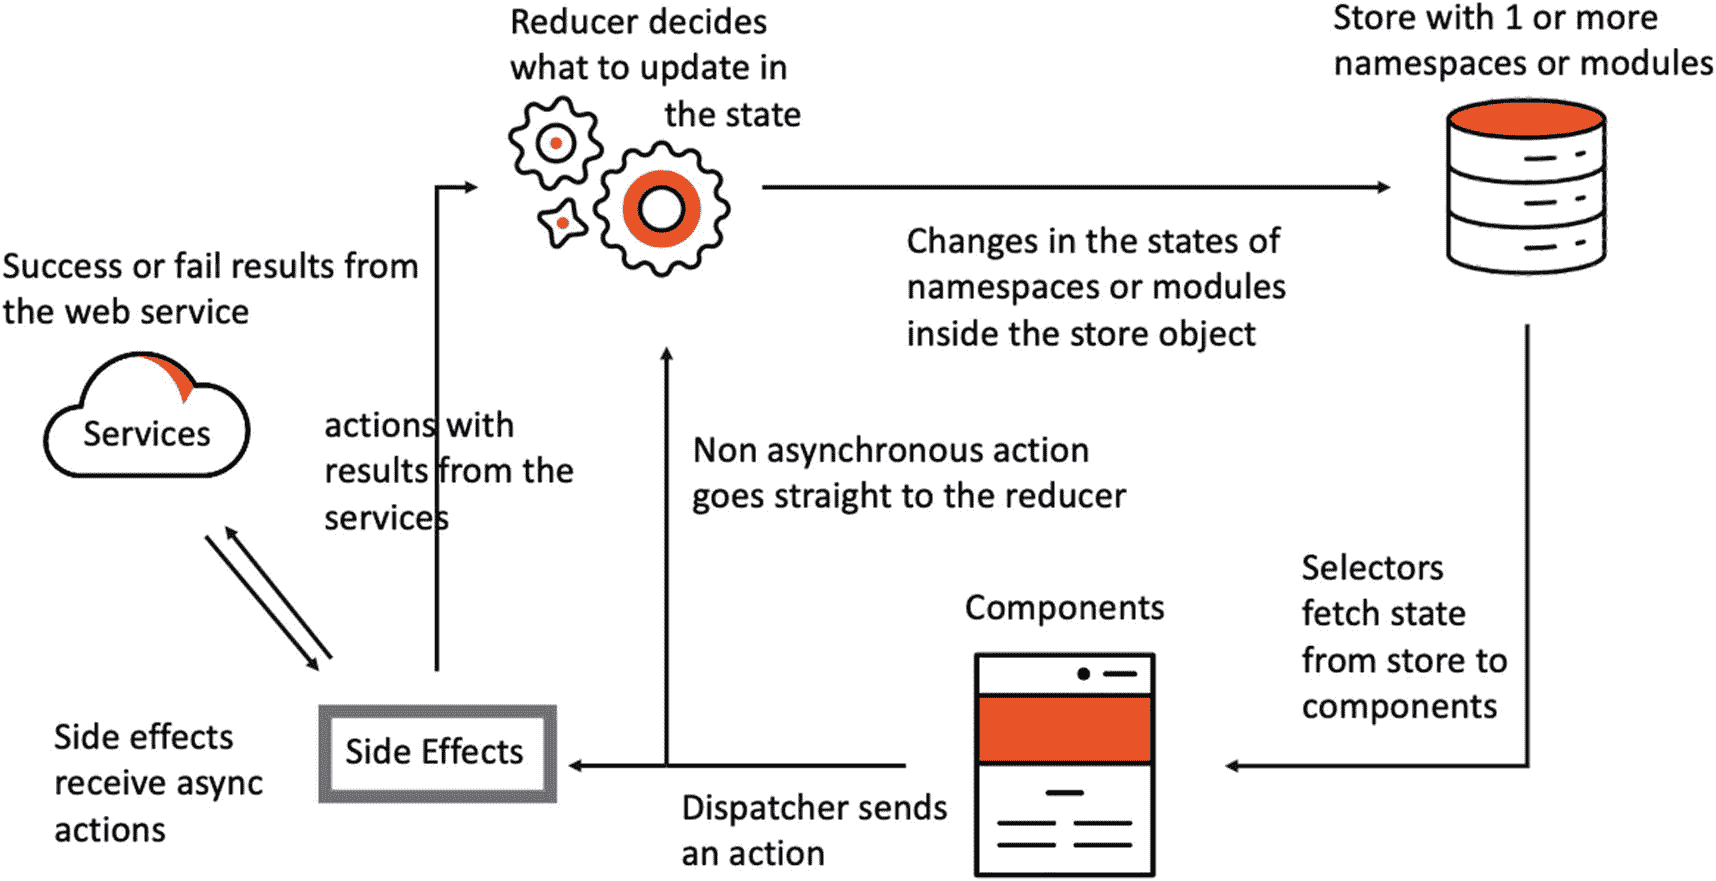 Reducer decides
what to update in
the state
Store with 1 or more
namespaces or modules
Success or fail results from
the web service
Services
actions with
results from the
services
Changes in the states of
namespaces or modules
inside the store object
Non asynchronous action
goes straight to the reducer
Components
Selectors
fetch state
from store to
components
Side effects
receive async
actions
Side Effects
Dispatcher sends
an action